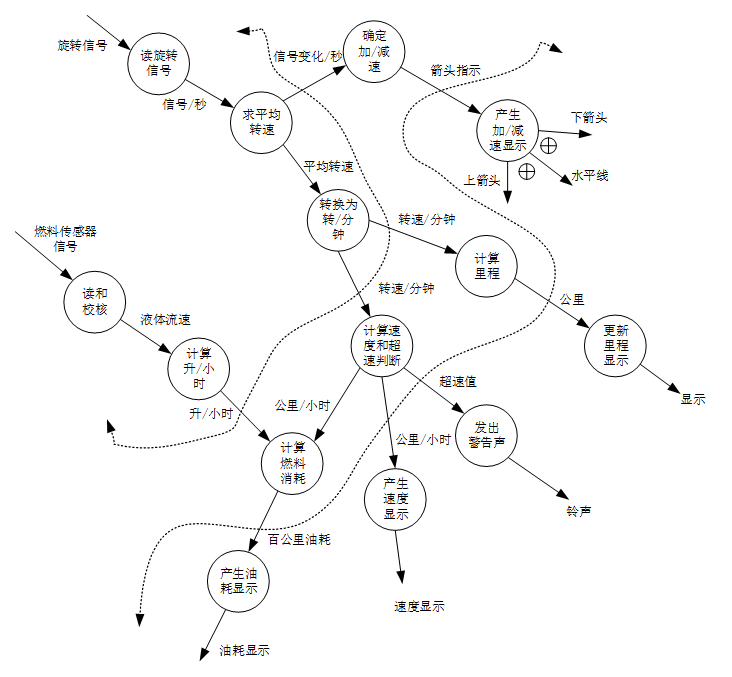 旋转信号
读旋转
信号
信号/秒
求平均
转速
信号变化/秒
确定
加/减
速
箭头指示
产生
加/减
速显示
下箭头
水平线
上箭头
平均转速
转换为
转/分
钟
转速/分钟
计算
里程
公里
更新
里程
显示
显示
燃料传感器
信号
读和
校核
液体流速
计算
升/小
时
升/小时
转速/分钟
计算速
度和超
速判断
公里/小时
超速值
发出
警告声
铃声
公里/小时
产生
速度
显示
速度显示
计算
燃料
消耗
百公里油耗
产生油
耗显示
油耗显示